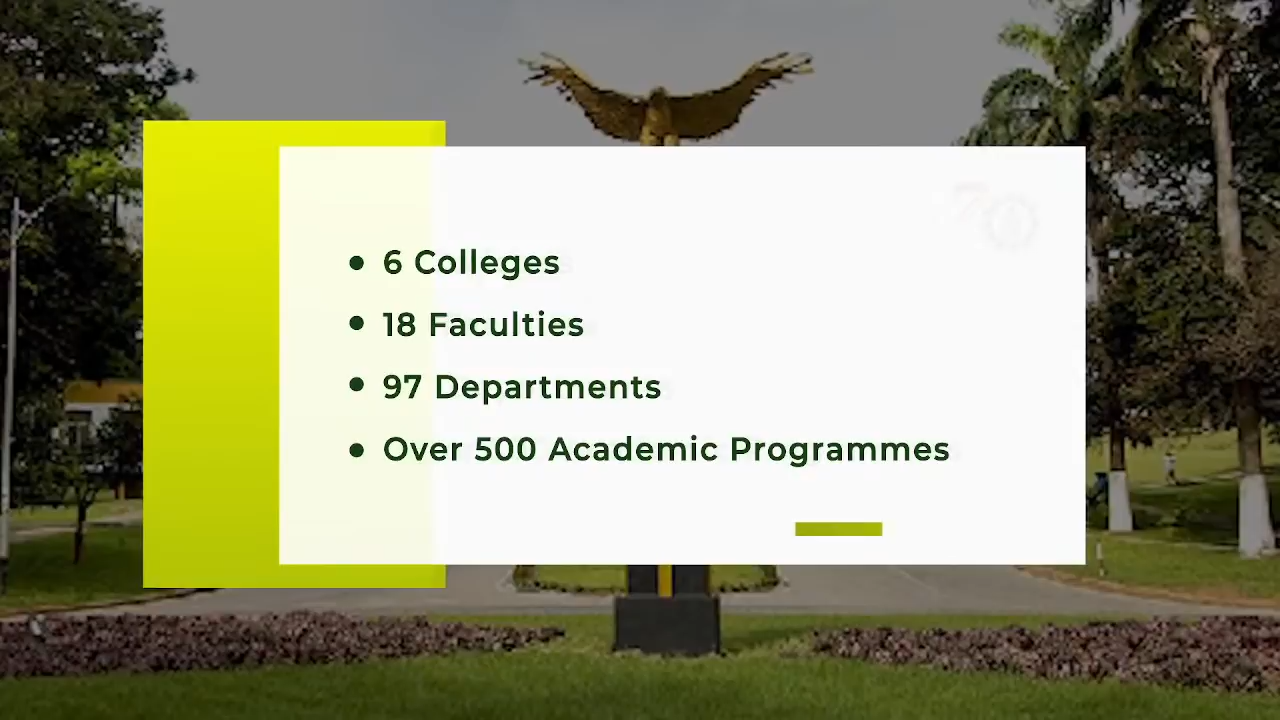 6 Colleges
18 Faculties
97 Departments
Over 500 Academic Programmes